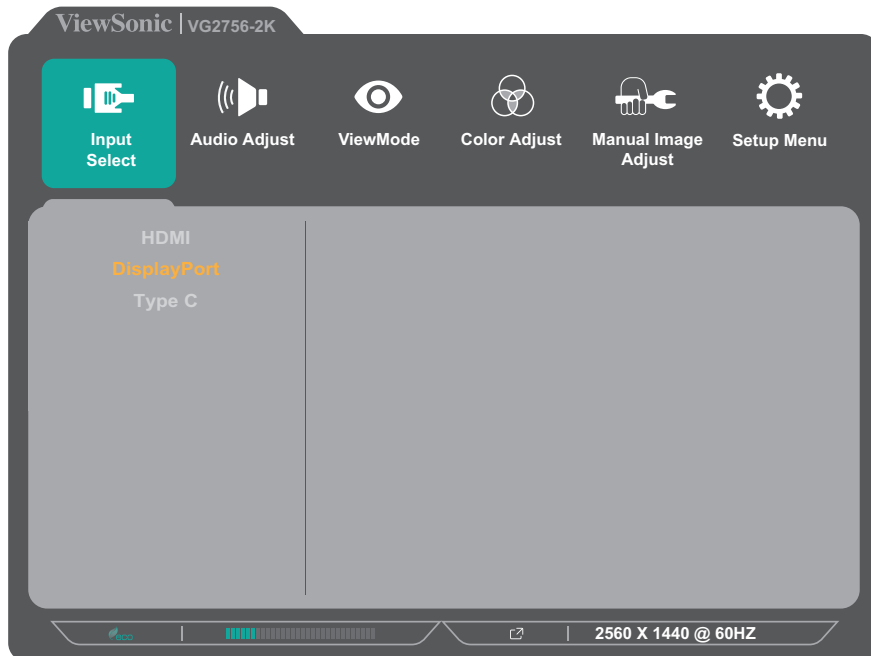 ViewSonic | VG2756-2K
Input
Select
Audio Adjust
ViewMode
Color Adjust
Manual Image
Adjust
Setup Menu
HDMI
DisplayPort
Type C
eco | | 2560 X 1440 @ 60HZ